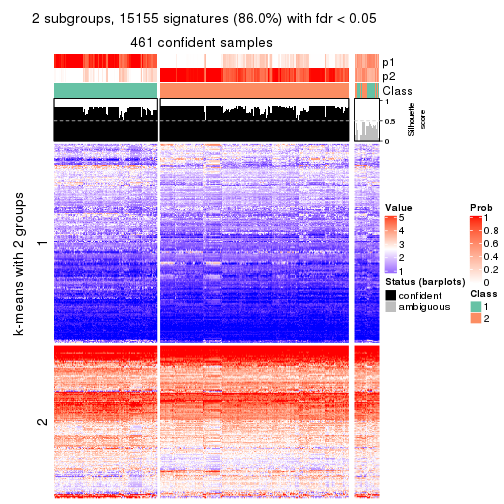 2 subgroups, 15155 signatures (86.0%) with fdr < 0.05
461 confident samples
p1
p2
Class
1
0.5
0
Silhouette
score
k-means with 2 groups
1
2
Value
5
4
3
2
1
Status (barplots)
confident
ambiguous
Prob
1
0.8
0.6
0.4
0.2
0
Class
1
2